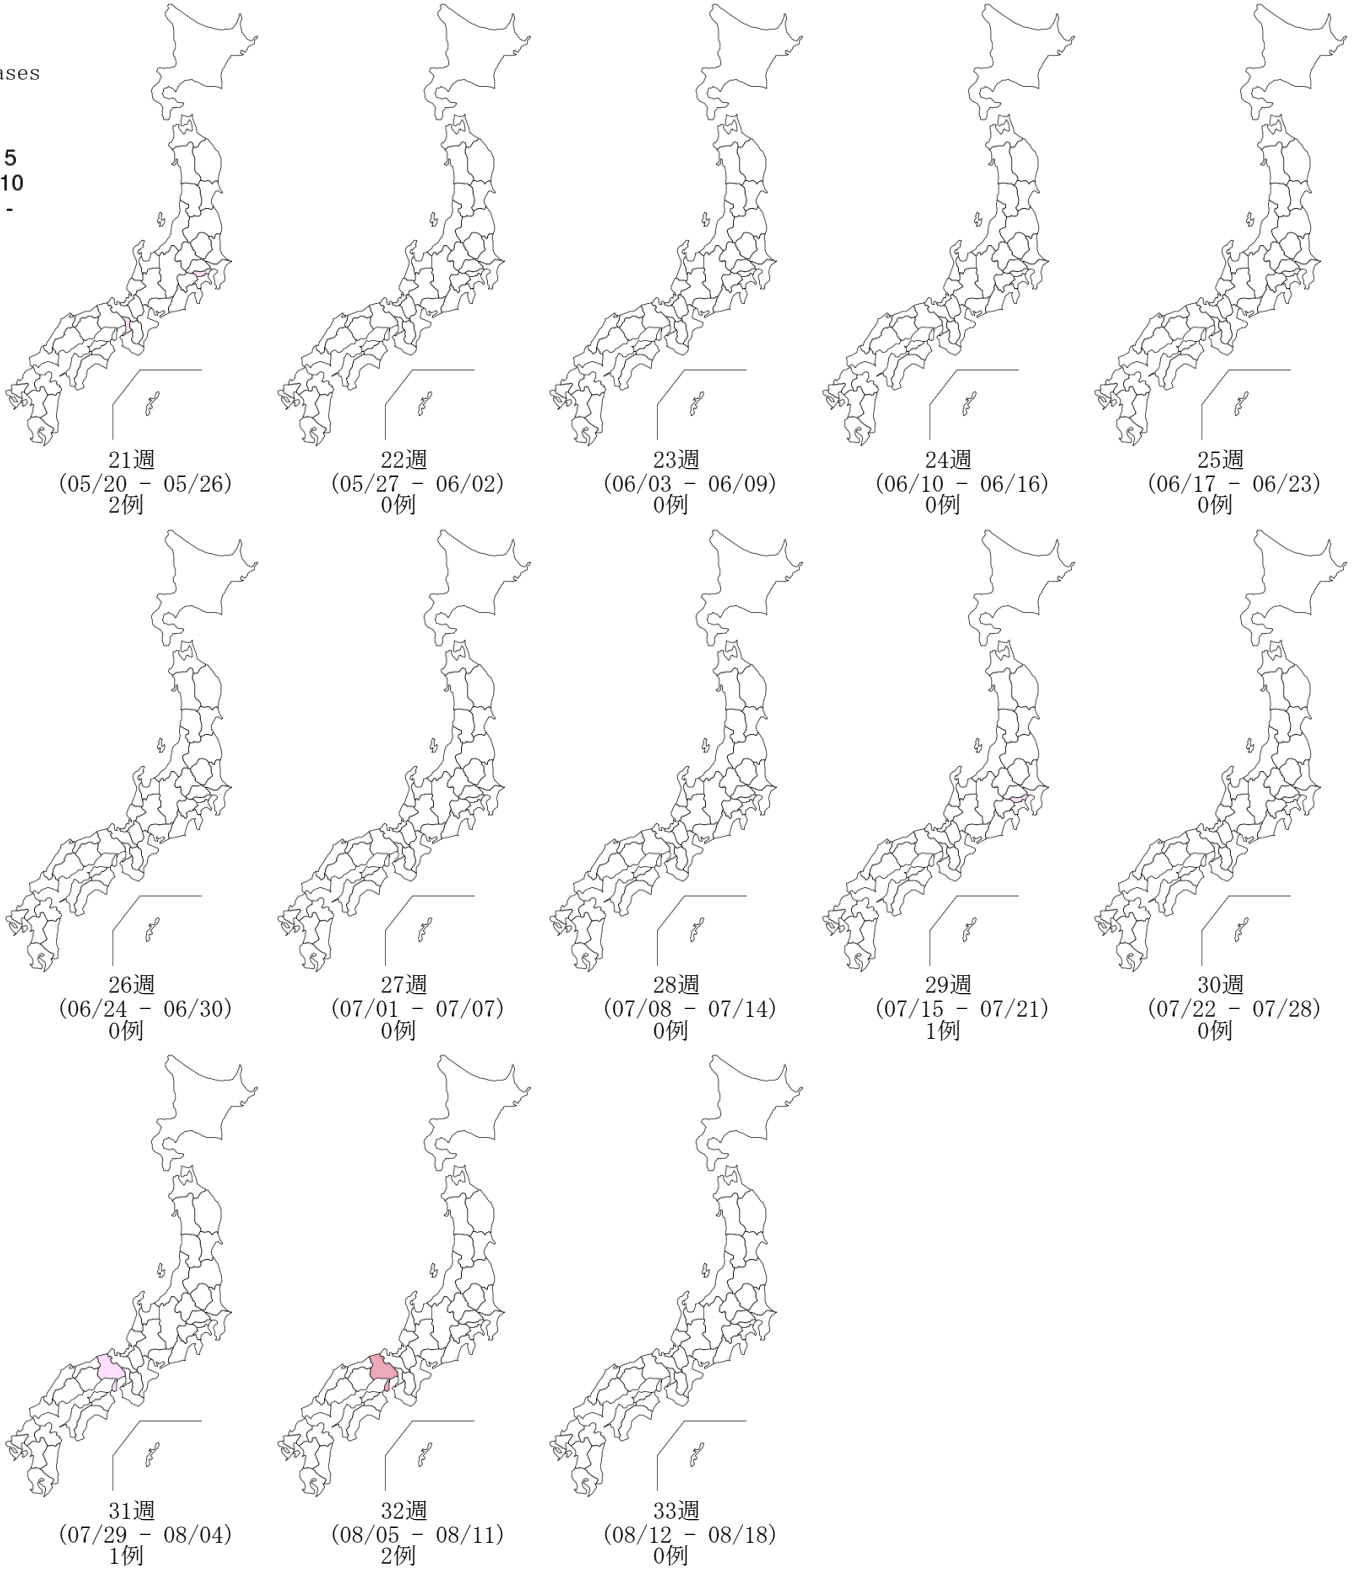 ases
5
10
-
21週
(05/20 - 05/26)
2例
22週
(05/27 - 06/02)
0例
23週
(06/03 - 06/09)
0例
24週
(06/10 - 06/16)
0例
25週
(06/17 - 06/23)
0例
26週
(06/24 - 06/30)
0例
27週
(07/01 - 07/07)
0例
28週
(07/08 - 07/14)
0例
29週
(07/15 - 07/21)
1例
30週
(07/22 - 07/28)
0例
31週
(07/29 - 08/04)
1例
32週
(08/05 - 08/11)
2例
33週
(08/12 - 08/18)
0例